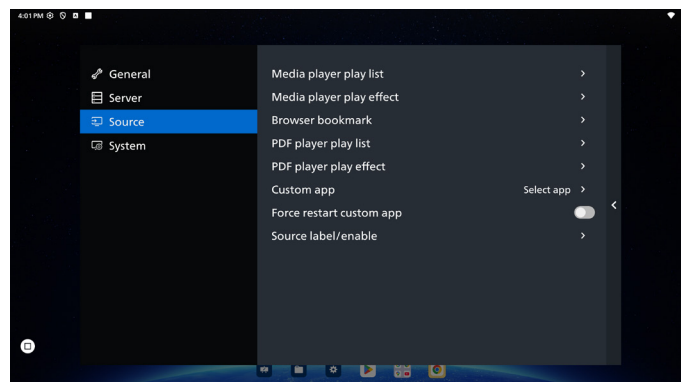 4:01 PM
General
Server
Source
System
Media player play list
Media player play effect
Browser bookmark
PDF player play list
PDF player play effect
Custom app Select app
Force restart custom app
Source label/enable